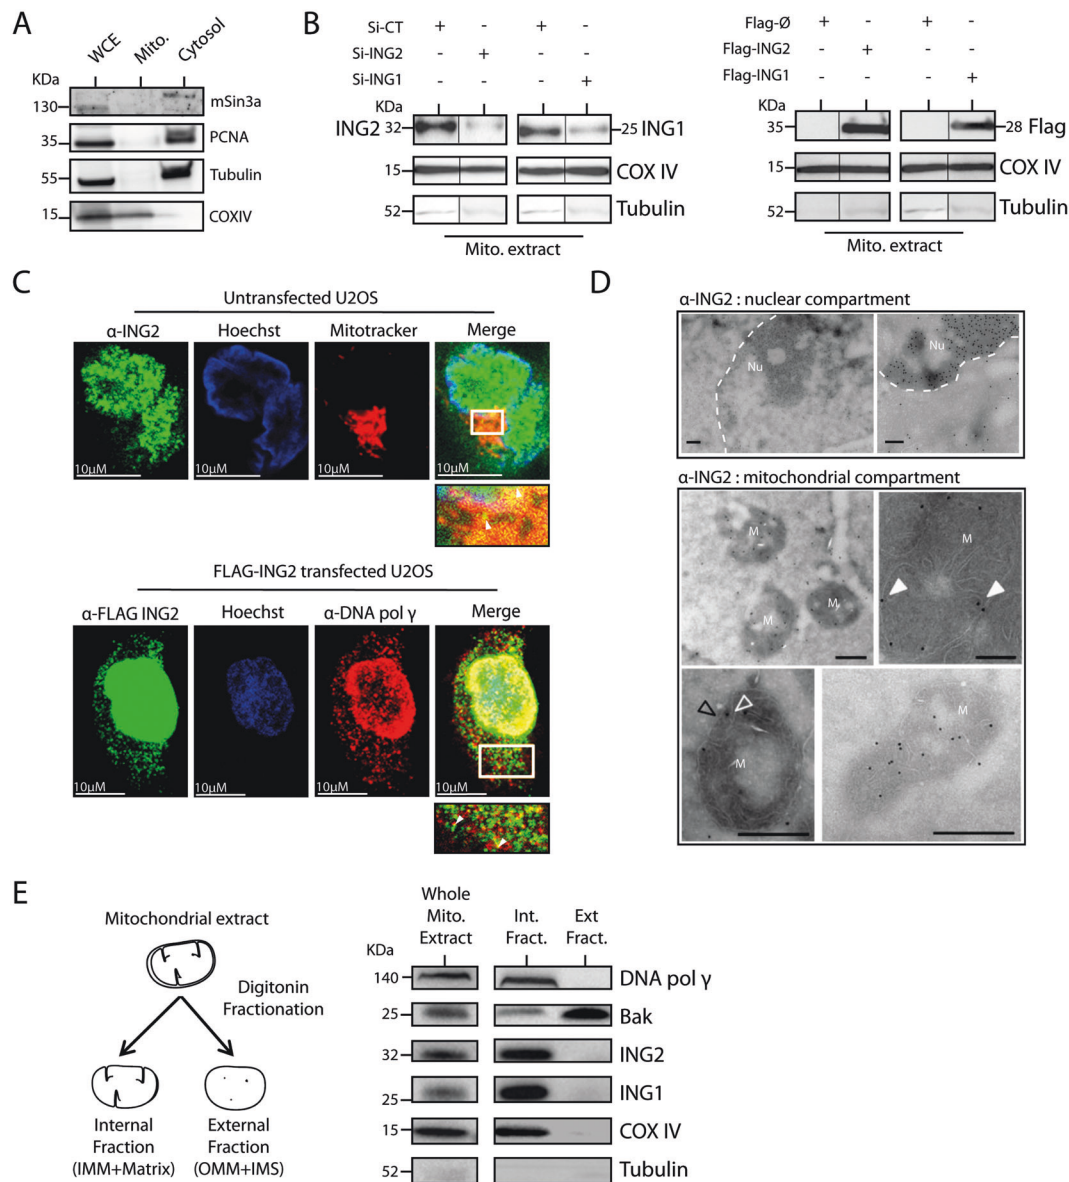 A
WCE
Mito.
Cytosol
KDa
130
mSin3a
35
PCNA
55
Tubulin
15
COXIV
B
Si-CT + - + -
Si-ING2 - + - -
Si-ING1 - - - +
KDa
ING2 32
25 ING1
15 COX IV
52 Tubulin
Mito. extract
Flag-Ø + - + -
Flag-ING2 - + - -
Flag-ING1 - - - +
KDa
35
28 Flag
15 COX IV
52 Tubulin
Mito. extract
C
Untransfected U2OS
α-ING2 Hoechst Mitotracker Merge
10µM 10µM 10µM 10µM
FLAG-ING2 transfected U2OS
α-FLAG ING2 Hoechst α-DNA pol γ Merge
10µM 10µM 10µM 10µM
D
α-ING2 : nuclear compartment
Nu Nu
α-ING2 : mitochondrial compartment
M M M M
M M
E
Mitochondrial extract
Digitonin
Fractionation
Internal
Fraction
(IMM+Matrix)
External
Fraction
(OMM+IMS)
Whole
Mito.
Extract
Int.
Fract.
Ext
Fract.
KDa
140 DNA pol γ
25 Bak
32 ING2
25 ING1
15 COX IV
52 Tubulin